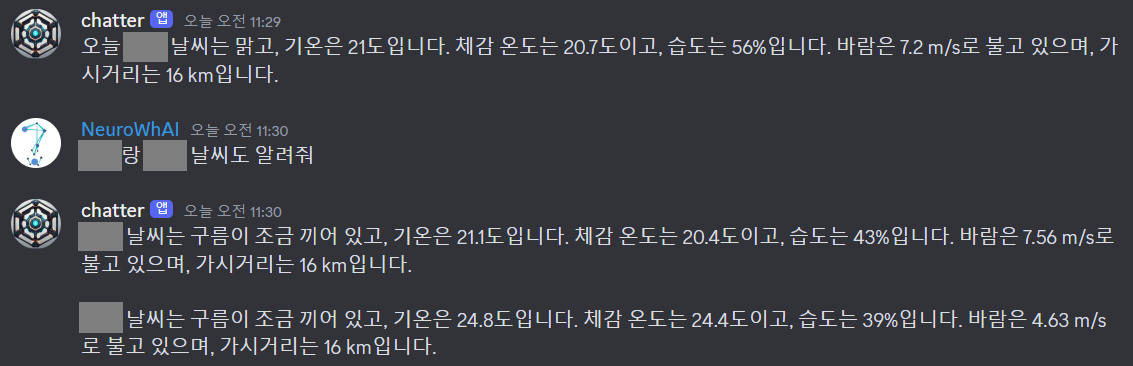 chatter 앱 오늘 오전 11:29
오늘 날씨는 맑고, 기온은 21도입니다. 체감 온도는 20.7도이고, 습도는 56%입니다. 바람은 7.2 m/s로 불고 있으며, 가
시거리는 16 km입니다.
NeuroWhAI 오늘 오전 11:30
랑 날씨도 알려줘
chatter 앱 오늘 오전 11:30
날씨는 구름이 조금 끼어 있고, 기온은 21.1도입니다. 체감 온도는 20.4도이고, 습도는 43%입니다. 바람은 7.56 m/s로
불고 있으며, 가시거리는 16 km입니다.
날씨는 구름이 조금 끼어 있고, 기온은 24.8도입니다. 체감 온도는 24.4도이고, 습도는 39%입니다. 바람은 4.63 m/s
로 불고 있으며, 가시거리는 16 km입니다.